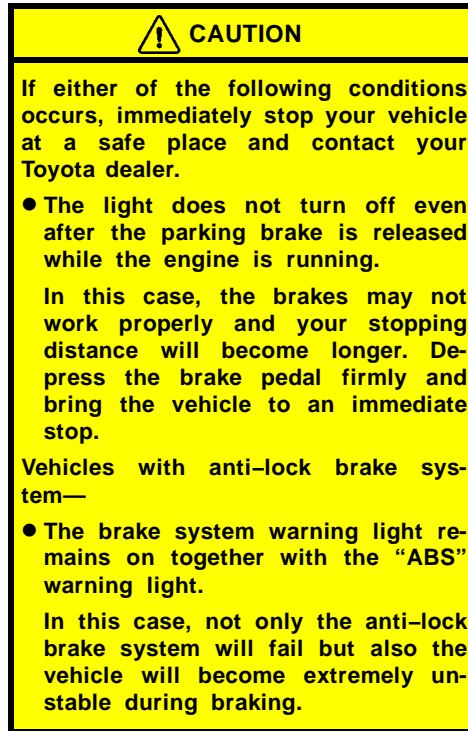 CAUTION
If either of the following conditions
occurs, immediately stop your vehicle
at a safe place and contact your
Toyota dealer.
● The light does not turn off even
after the parking brake is released
while the engine is running.
In this case, the brakes may not
work properly and your stopping
distance will become longer. De-
press the brake pedal firmly and
bring the vehicle to an immediate
stop.
Vehicles with anti–lock brake sys-
tem—
● The brake system warning light re-
mains on together with the “ABS”
warning light.
In this case, not only the anti–lock
brake system will fail but also the
vehicle will become extremely un-
stable during braking.